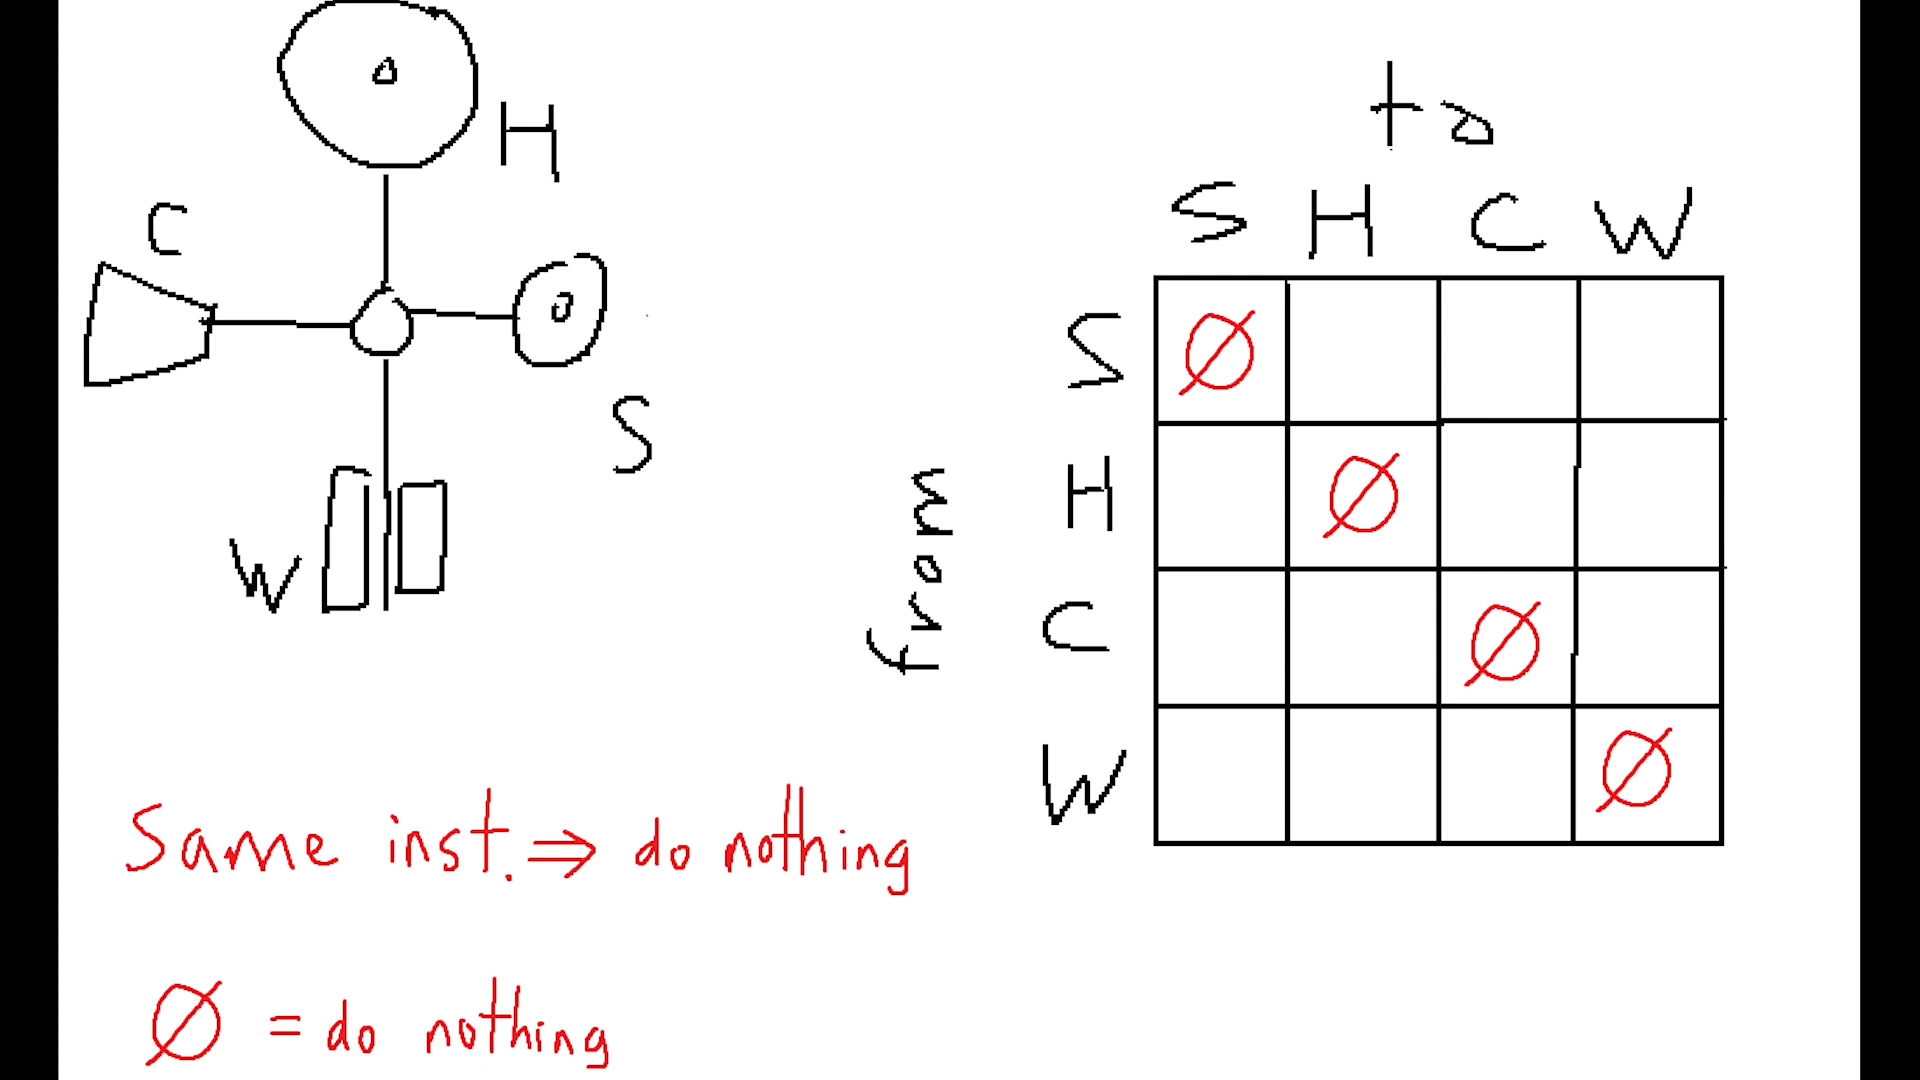 H
C
S
W
to
S H C W
from
S Ø
H Ø
C Ø
W Ø
Same inst. ⇒ do nothing
Ø = do nothing